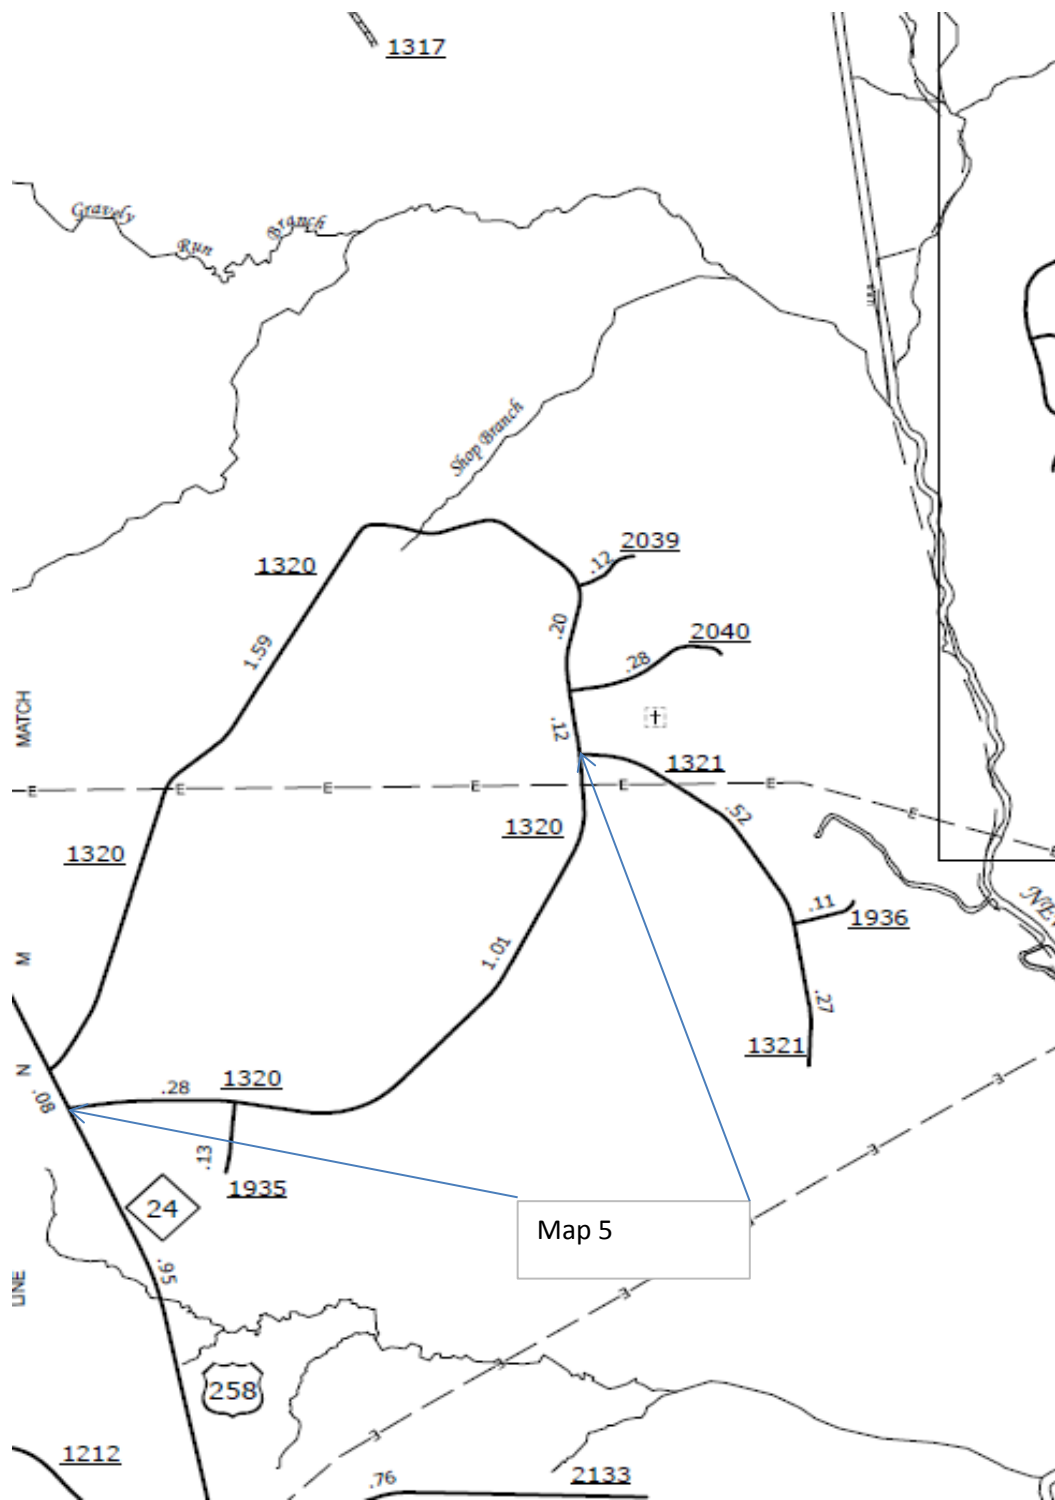 1317
Gravely
Run
Branch
Shop Branch
2039
.12
1320
.20
2040
1.59
.28
MATCH
.12
1321
E
E
E
E
E
E
E
E
.52
1320
1320
.11
1936
1.01
M
.27
1321
N
.08
.28
1320
.13
1935
24
Map 5
.95
LINE
258
1212
.76
2133